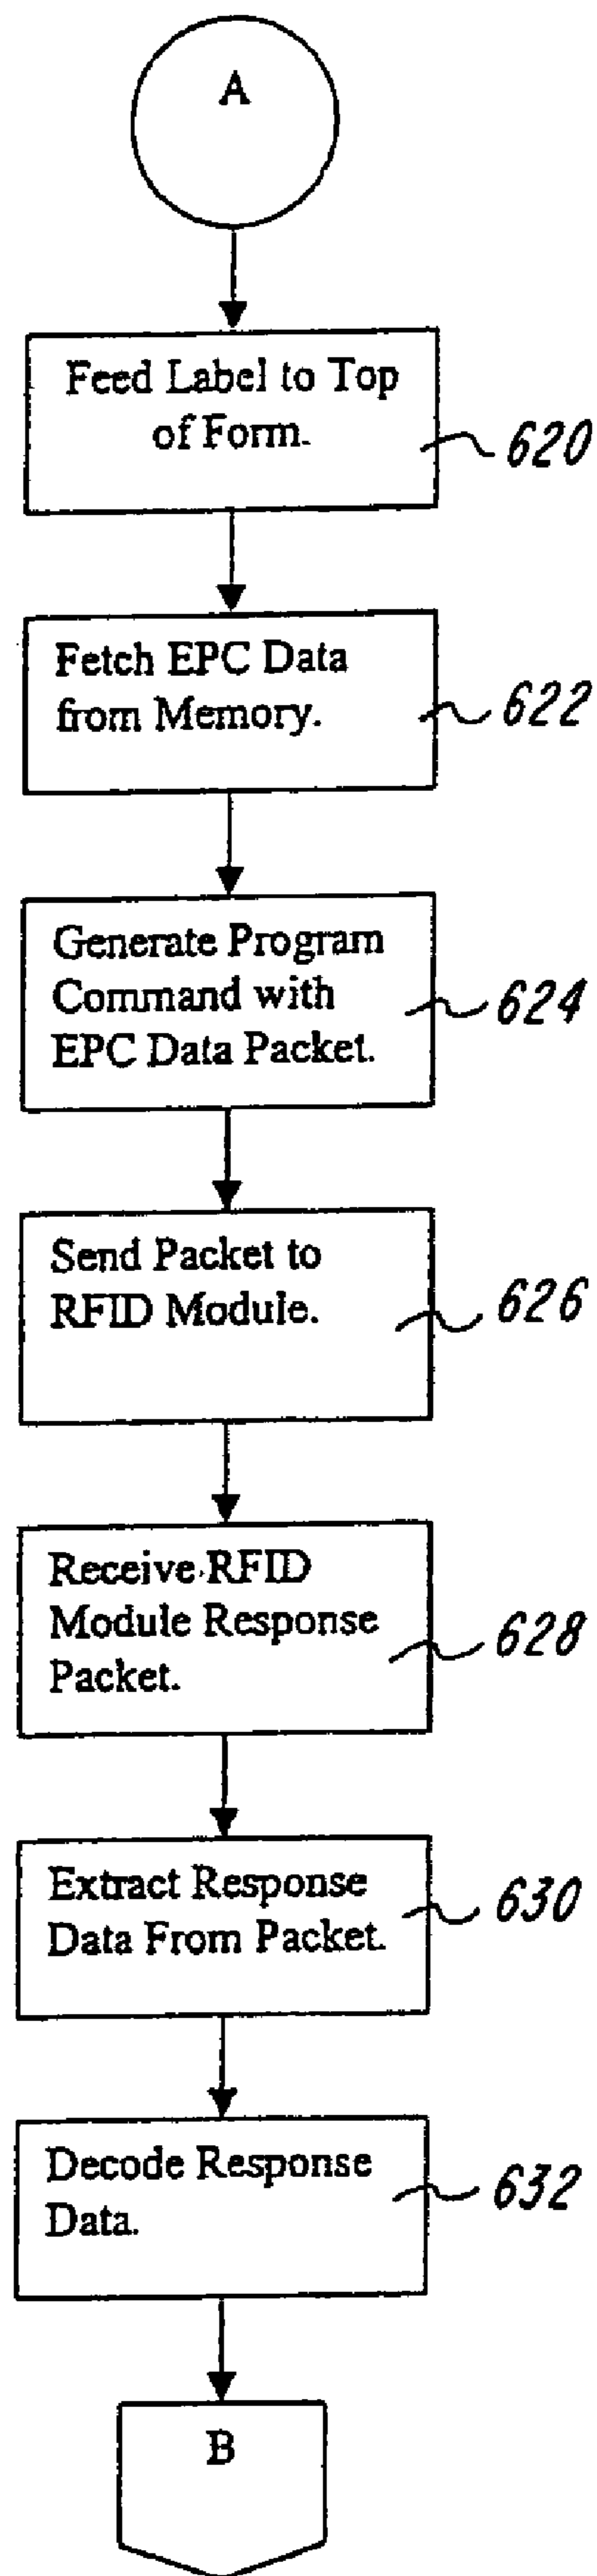 A
Feed Label to Top
of Form.
620
Fetch EPC Data
from Memory.
622
Generate Program
Command with
EPC Data Packet.
624
Send Packet to
RFID Module.
626
Receive RFID
Module Response
Packet.
628
Extract Response
Data From Packet.
630
Decode Response
Data.
632
B